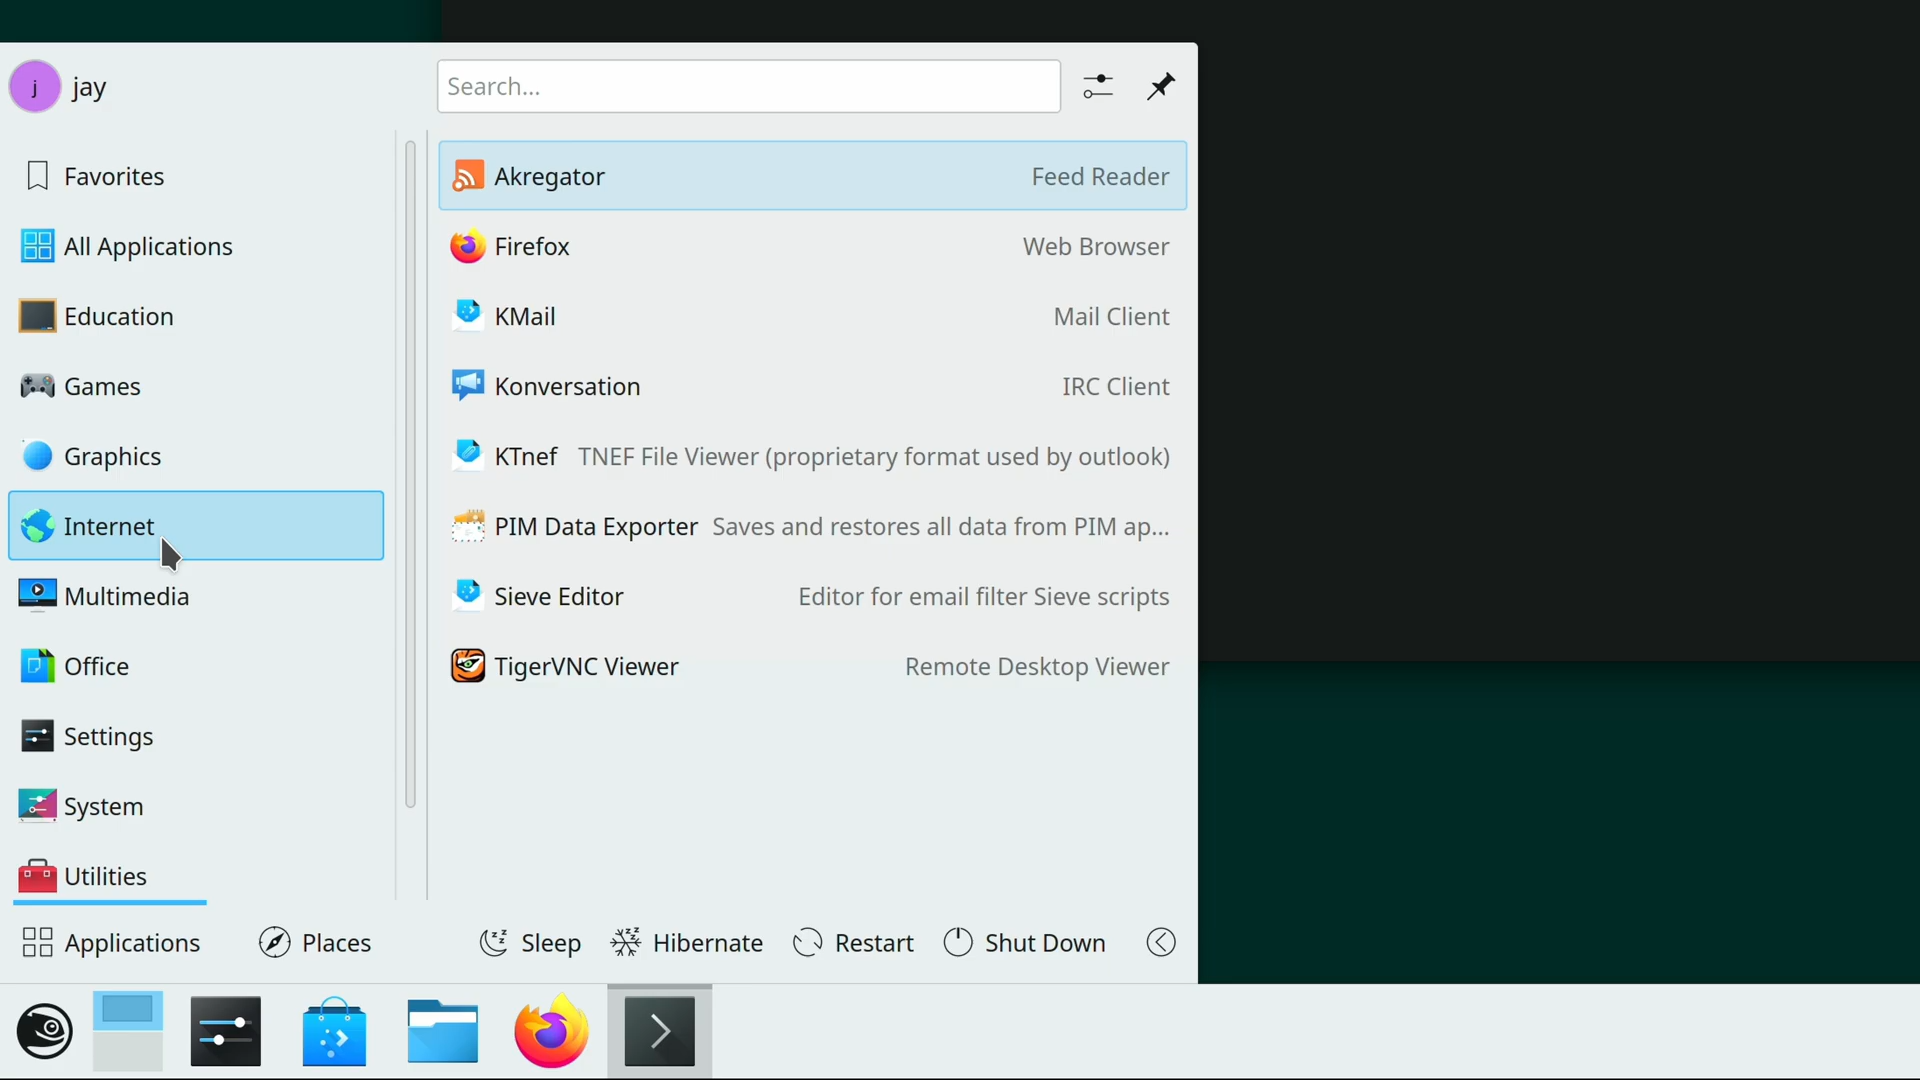 j jay
Search...
Favorites
All Applications
Education
Games
Graphics
Internet
Multimedia
Office
Settings
System
Utilities
Akregator Feed Reader
Firefox Web Browser
KMail Mail Client
Konversation IRC Client
KTnef TNEF File Viewer (proprietary format used by outlook)
PIM Data Exporter Saves and restores all data from PIM ap...
Sieve Editor Editor for email filter Sieve scripts
TigerVNC Viewer Remote Desktop Viewer
Applications Places Sleep Hibernate Restart Shut Down